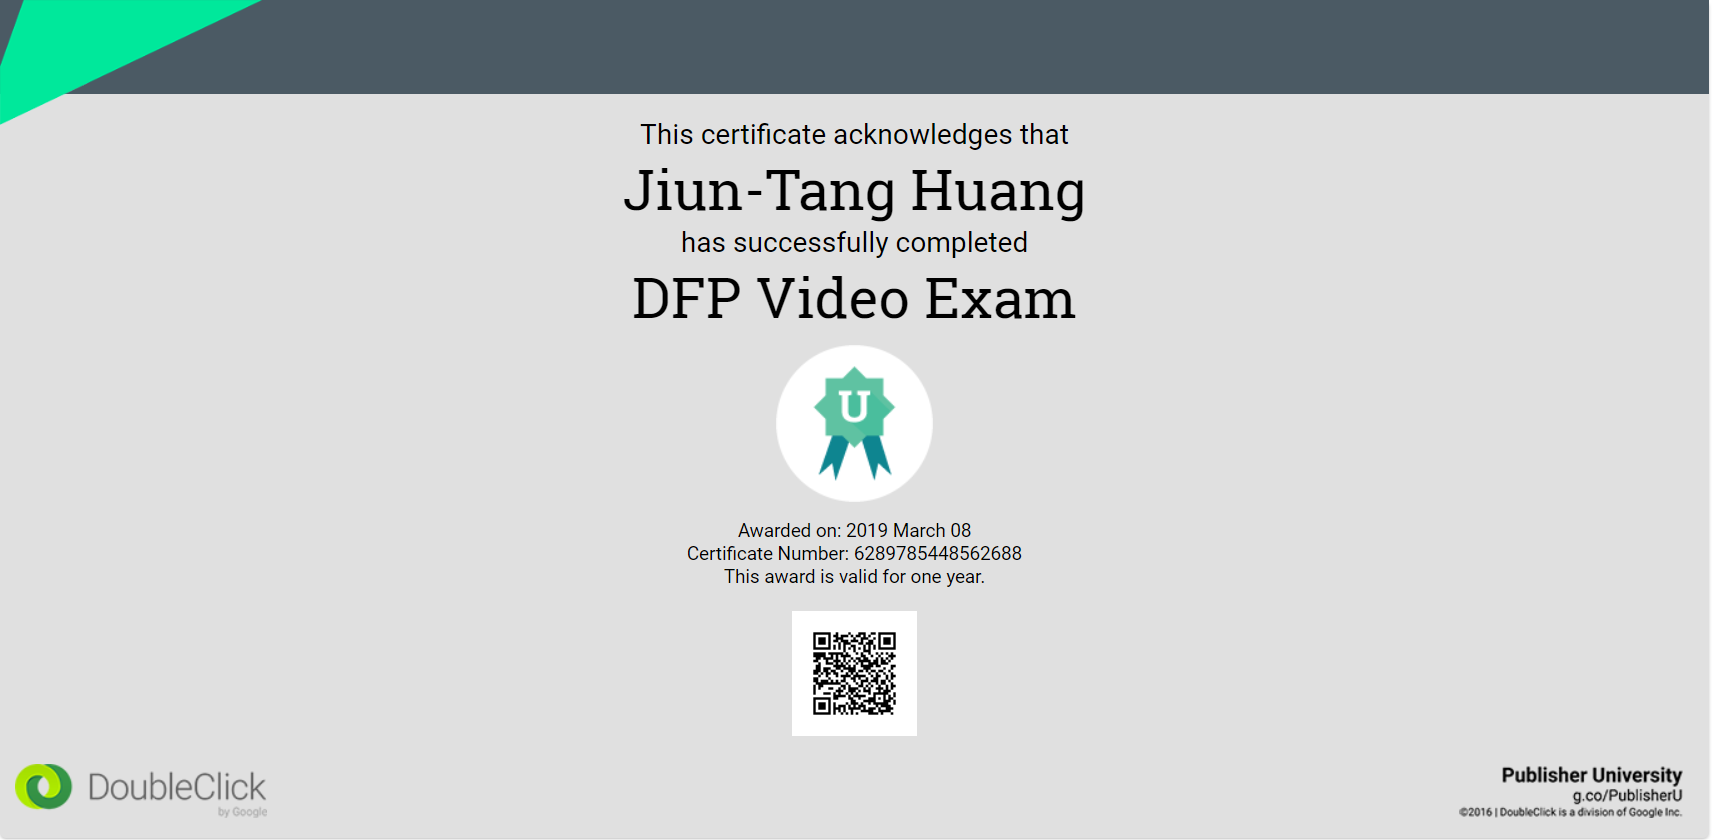 This certificate acknowledges that
Jiun-Tang Huang
has successfully completed
DFP Video Exam
U
Awarded on: 2019 March 08
Certificate Number: 6289785448562688
This award is valid for one year.
DoubleClick
by Google
Publisher University
g.co/PublisherU
©2016 | DoubleClick is a division of Google Inc.